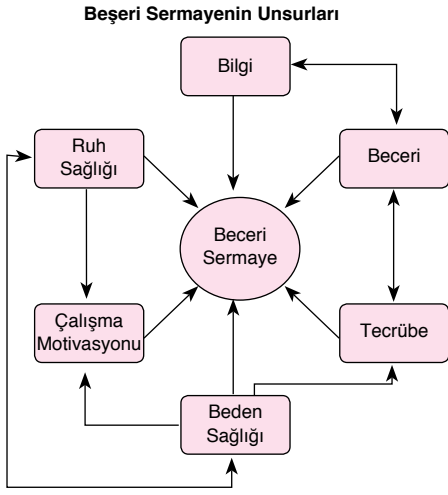 Beşeri Sermayenin Unsurları
Bilgi
Ruh
Sağlığı
Beceri
Beceri
Sermaye
Çalışma
Motivasyonu
Tecrübe
Beden
Sağlığı